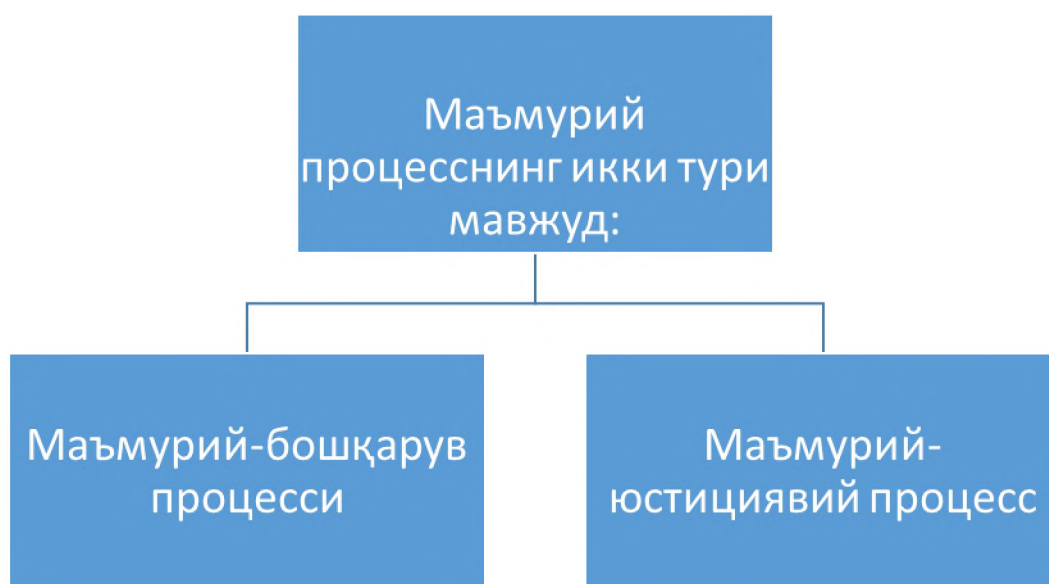 Маъмурий
процесснинг икки тури
мавжуд:
Маъмурий-бошқарув
процесси
Маъмурий-
юстициявий процесс